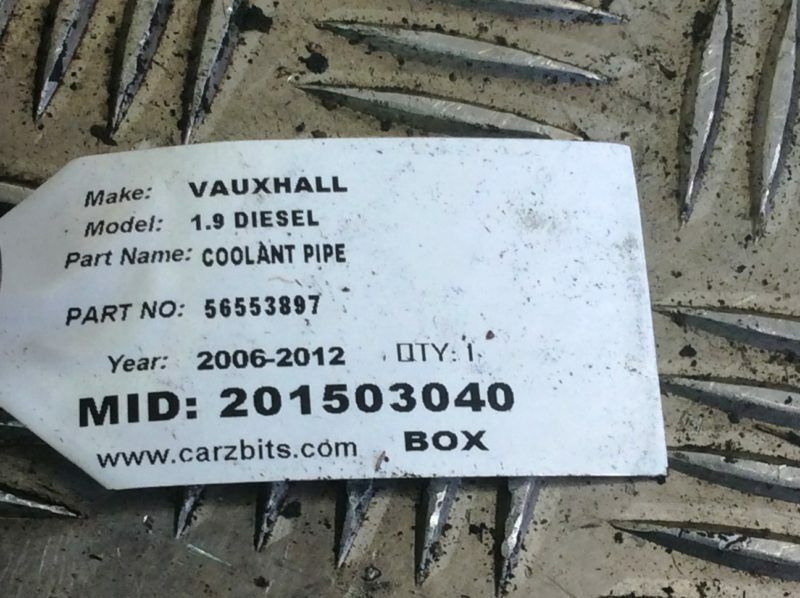 Make: VAUXHALL
Model: 1.9 DIESEL
Part Name: COOLANT PIPE
PART NO: 56553897
Year: 2006-2012 QTY: 1
MID: 201503040
www.carzbits.com BOX